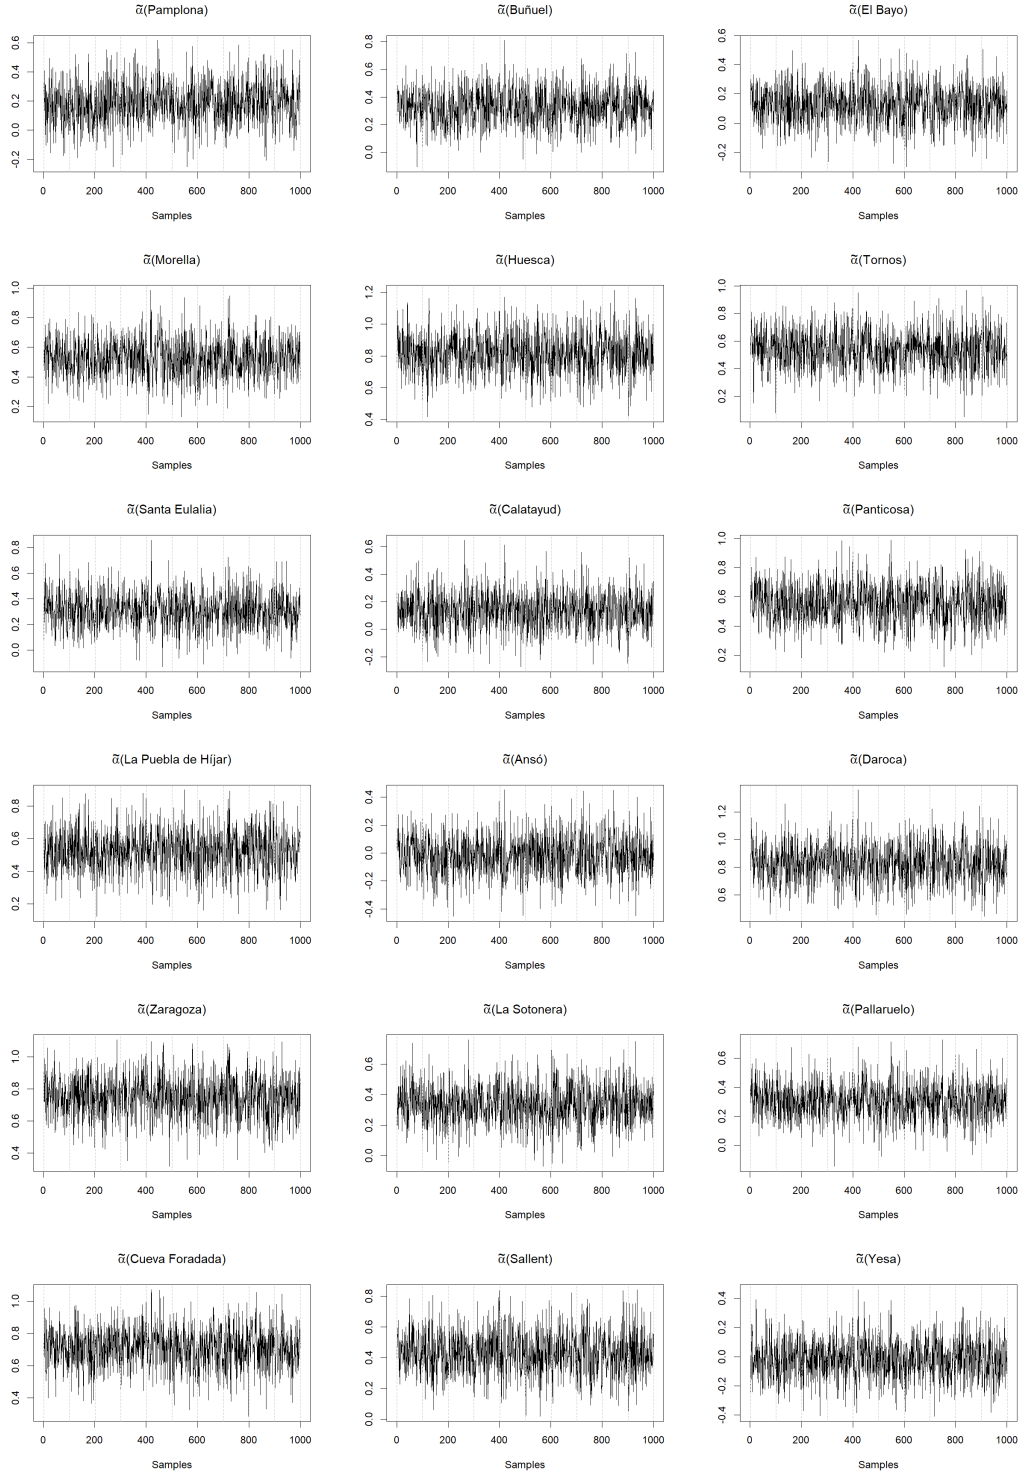 α̃(Pamplona) α̃(Buñuel) α̃(El Bayo)
0.6 0.4 0.2 0.0 -0.2
0.8 0.6 0.4 0.2 0.0
0.6 0.4 0.2 0.0 -0.2
0 200 400 600 800 1000 0 200 400 600 800 1000 0 200 400 600 800 1000
Samples Samples Samples
α̃(Morella) α̃(Huesca) α̃(Tornos)
1.0 0.8 0.6 0.4 0.2
1.2 1.0 0.8 0.6 0.4
1.0 0.8 0.6 0.4 0.2
0 200 400 600 800 1000 0 200 400 600 800 1000 0 200 400 600 800 1000
Samples Samples Samples
α̃(Santa Eulalia) α̃(Calatayud) α̃(Panticosa)
0.8 0.6 0.4 0.2 0.0
0.6 0.4 0.2 0.0 -0.2
1.0 0.8 0.6 0.4 0.2
0 200 400 600 800 1000 0 200 400 600 800 1000 0 200 400 600 800 1000
Samples Samples Samples
α̃(La Puebla de Híjar) α̃(Ansó) α̃(Daroca)
0.8 0.6 0.4 0.2
0.4 0.2 0.0 -0.2 -0.4
1.2 1.0 0.8 0.6
0 200 400 600 800 1000 0 200 400 600 800 1000 0 200 400 600 800 1000
Samples Samples Samples
α̃(Zaragoza) α̃(La Sotonera) α̃(Pallaruelo)
1.0 0.8 0.6 0.4
0.6 0.4 0.2 0.0
0.6 0.4 0.2 0.0
0 200 400 600 800 1000 0 200 400 600 800 1000 0 200 400 600 800 1000
Samples Samples Samples
α̃(Cueva Foradada) α̃(Sallent) α̃(Yesa)
1.0 0.8 0.6 0.4
0.8 0.6 0.4 0.2 0.0
0.4 0.2 0.0 -0.2 -0.4
0 200 400 600 800 1000 0 200 400 600 800 1000 0 200 400 600 800 1000
Samples Samples Samples